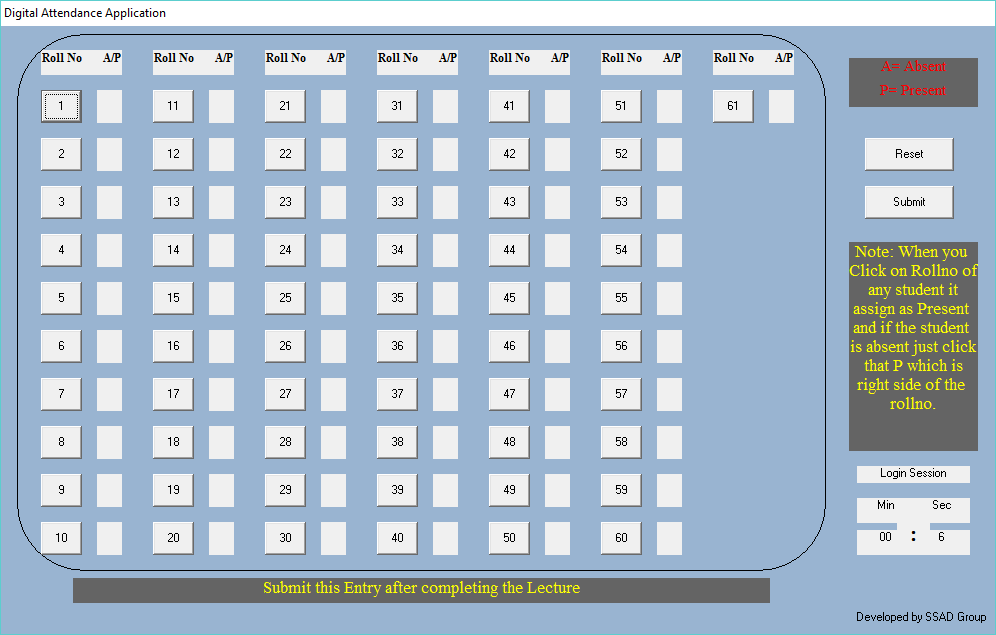 Digital Attendance Application
Roll No A/P Roll No A/P Roll No A/P Roll No A/P Roll No A/P Roll No A/P Roll No A/P
1 11 21 31 41 51 61
2 12 22 32 42 52
3 13 23 33 43 53
4 14 24 34 44 54
5 15 25 35 45 55
6 16 26 36 46 56
7 17 27 37 47 57
8 18 28 38 48 58
9 19 29 39 49 59
10 20 30 40 50 60
Submit this Entry after completing the Lecture
A= Absent
P= Present
Reset
Submit
Note: When you
Click on Rollno of
any student it
assign as Present
and if the student
is absent just click
that P which is
right side of the
rollno.
Login Session
Min Sec
00 : 6
Developed by SSAD Group